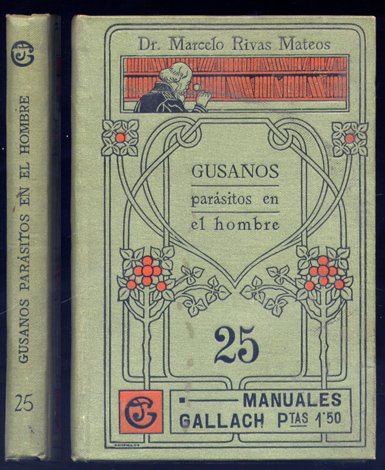 GUSANOS PARÁSITOS EN EL HOMBRE
25
Dr. Marcelo Rivas Mateos
GUSANOS
parásitos en
el hombre
25
MANUALES
GALLACH PTAS 1'50